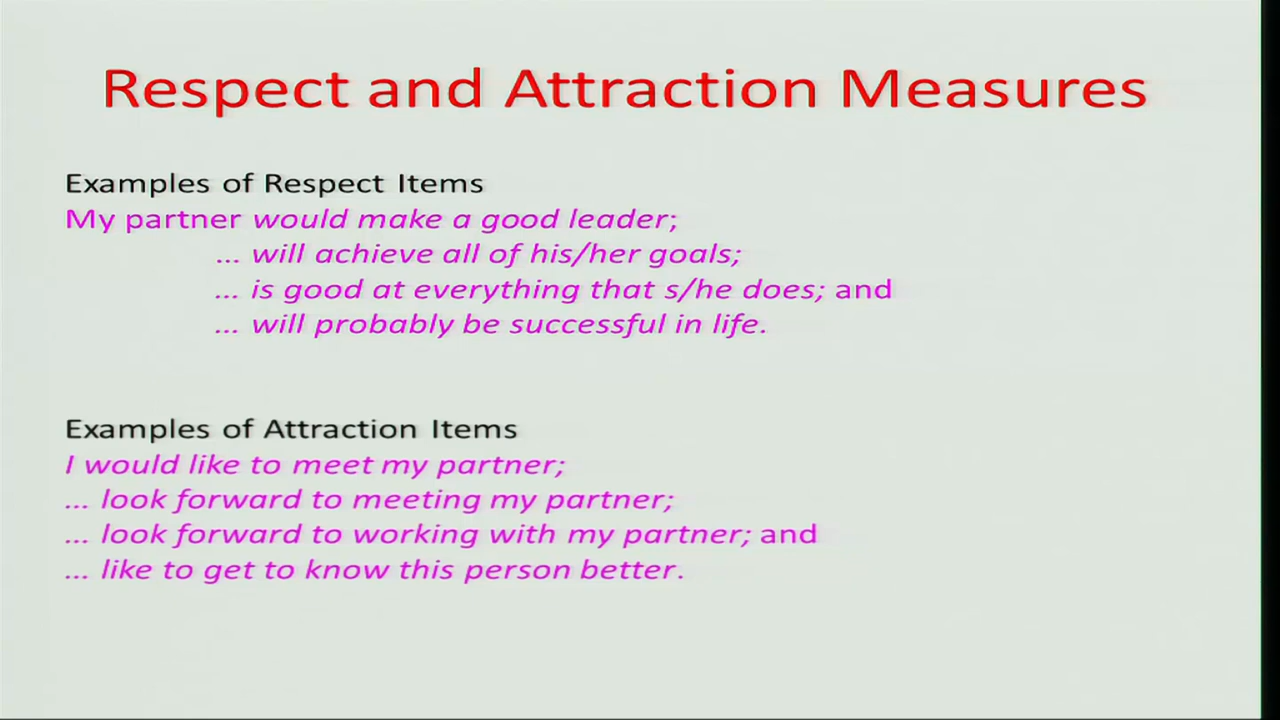 Respect and Attraction Measures
Examples of Respect Items
My partner would make a good leader;
... will achieve all of his/her goals;
... is good at everything that s/he does; and
... will probably be successful in life.
Examples of Attraction Items
I would like to meet my partner;
... look forward to meeting my partner;
... look forward to working with my partner; and
... like to get to know this person better.